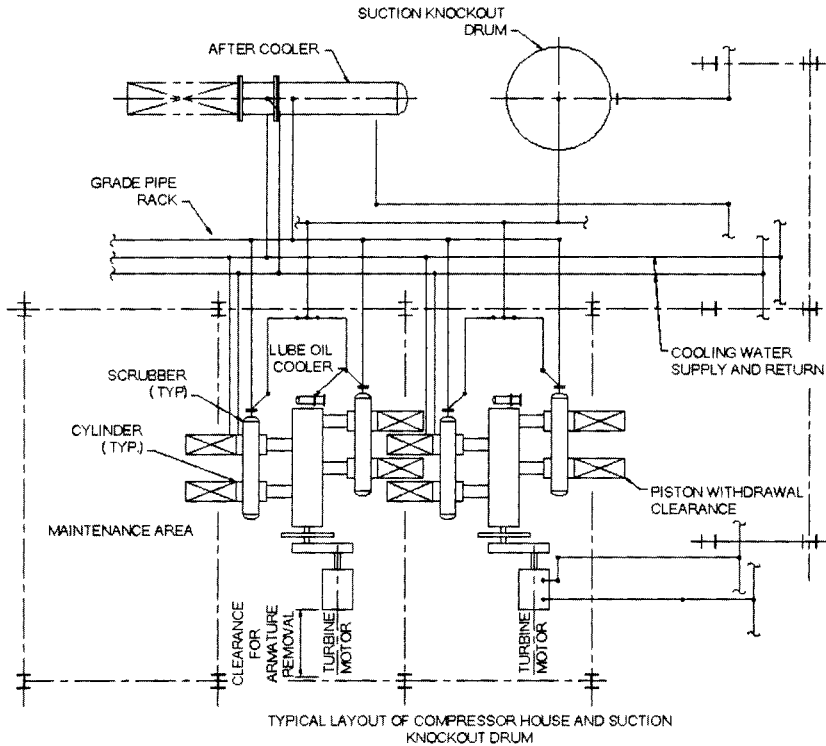 SUCTION KNOCKOUT
DRUM
AFTER COOLER
GRADE PIPE
RACK
LUBE OIL
COOLER
COOLING WATER
SUPPLY AND RETURN
SCRUBBER
(TYP)
CYLINDER
(TYP.)
PISTON WITHDRAWAL
CLEARANCE
MAINTENANCE AREA
CLEARANCE
FOR
ARMATURE
REMOVAL
TURBINE
MOTOR
TURBINE
MOTOR
TYPICAL LAYOUT OF COMPRESSOR HOUSE AND SUCTION
KNOCKOUT DRUM